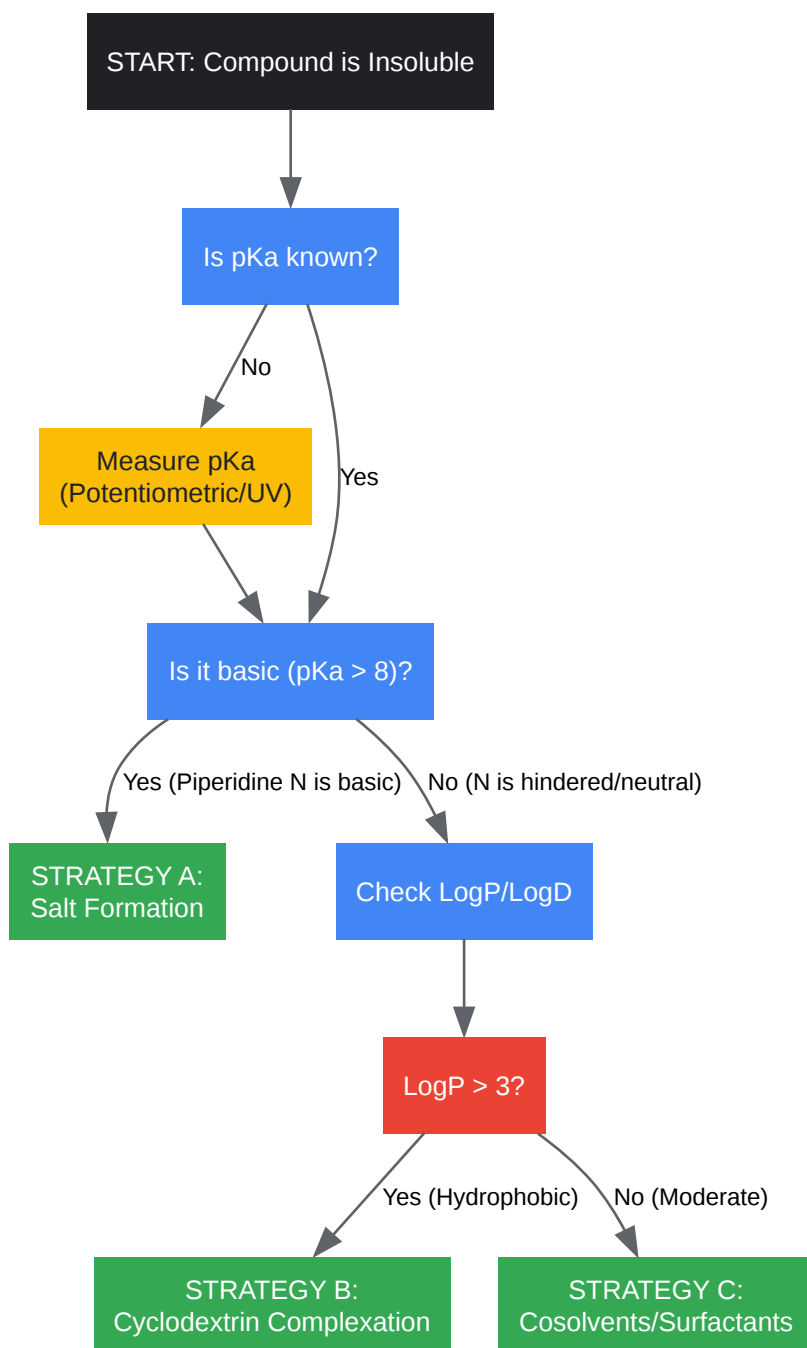 START: Compound is Insoluble
Is pKa known?
No
Measure pKa
(Potentiometric/UV)
Yes
Is it basic (pKa > 8)?
Yes (Piperidine N is basic)
No (N is hindered/neutral)
STRATEGY A:
Salt Formation
Check LogP/LogD
LogP > 3?
Yes (Hydrophobic)
No (Moderate)
STRATEGY B:
Cyclodextrin Complexation
STRATEGY C:
Cosolvents/Surfactants